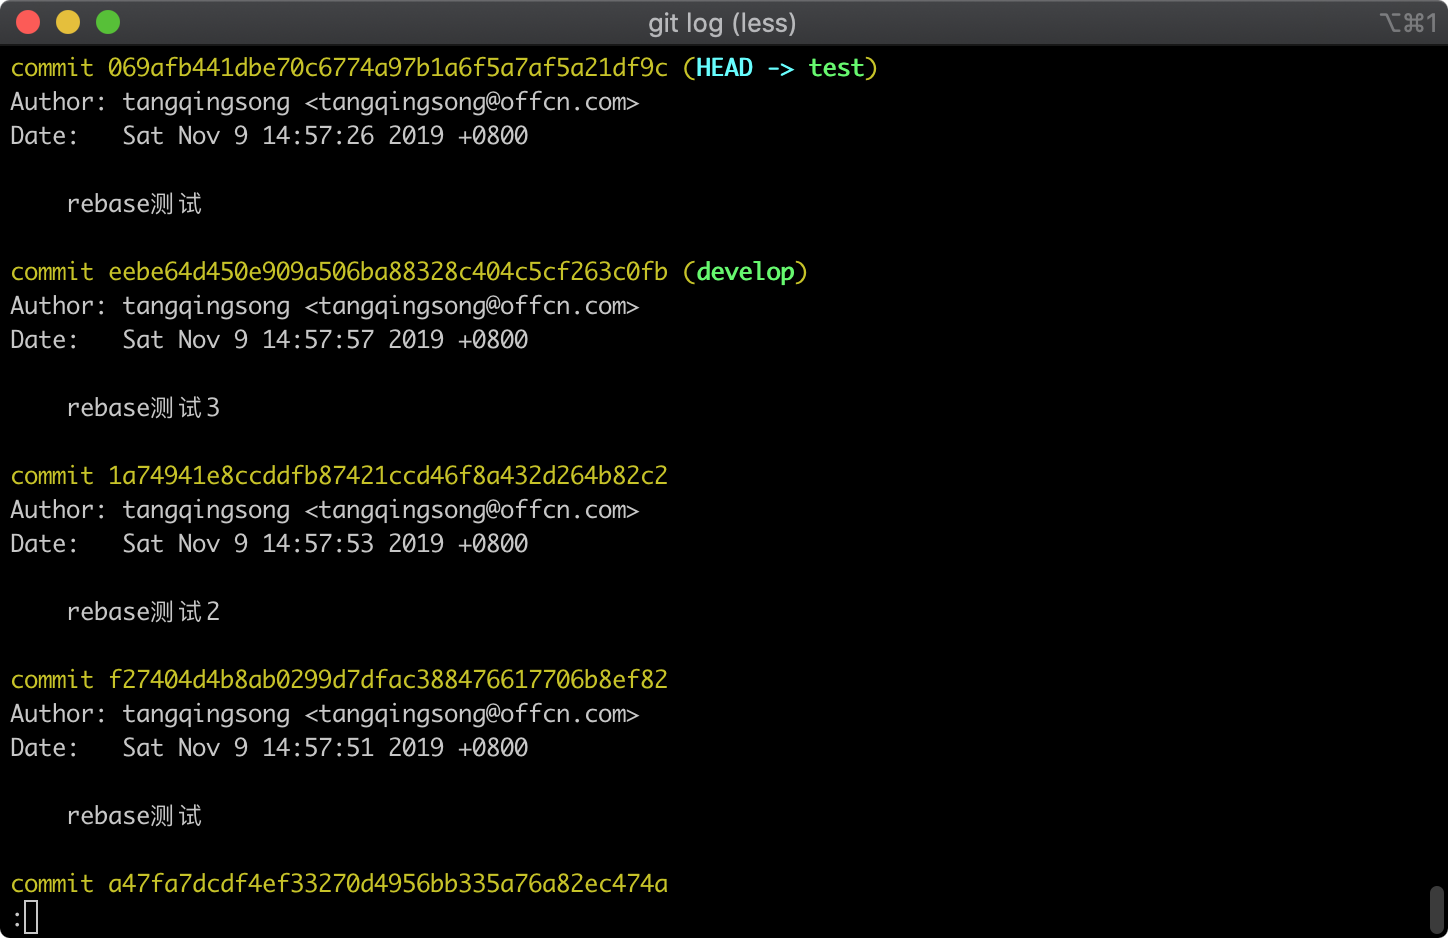 git log (less)
⌥⌘1
commit 069afb441dbe70c6774a97b1a6f5a7af5a21df9c (HEAD -> test)
Author: tangqingsong <tangqingsong@offcn.com>
Date:   Sat Nov 9 14:57:26 2019 +0800
rebase测试
commit eebe64d450e909a506ba88328c404c5cf263c0fb (develop)
Author: tangqingsong <tangqingsong@offcn.com>
Date:   Sat Nov 9 14:57:57 2019 +0800
rebase测试3
commit 1a74941e8ccddfb87421ccd46f8a432d264b82c2
Author: tangqingsong <tangqingsong@offcn.com>
Date:   Sat Nov 9 14:57:53 2019 +0800
rebase测试2
commit f27404d4b8ab0299d7dfac388476617706b8ef82
Author: tangqingsong <tangqingsong@offcn.com>
Date:   Sat Nov 9 14:57:51 2019 +0800
rebase测试
commit a47fa7dcdf4ef33270d4956bb335a76a82ec474a
: